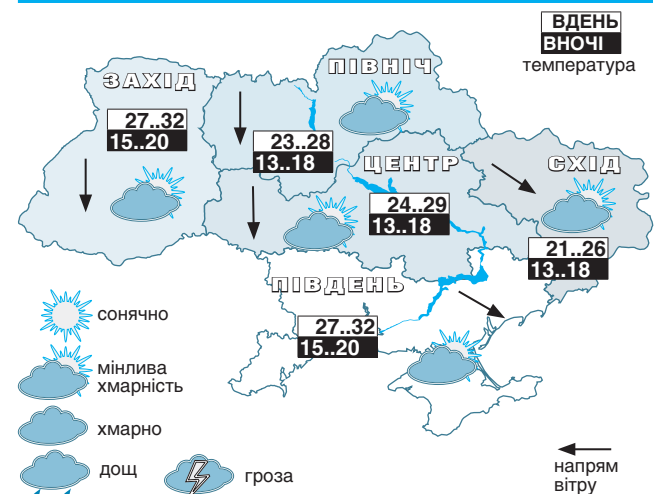 ВДЕНЬ
ВНОЧІ
температура
ПІВНІЧ
ЗАХІД
27..32
15..20
23..28
13..18
ЦЕНТР
СХІД
24..29
13..18
21..26
13..18
ПІВДЕНЬ
27..32
15..20
сонячно
мінлива
хмарність
хмарно
дощ
гроза
напрям
вітру